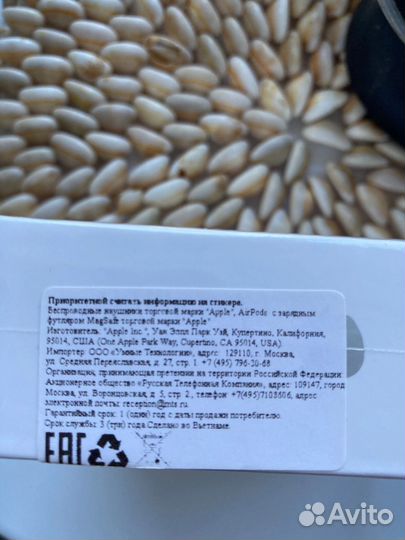 Приоритетной считать информацию на стикере.
Беспроводные наушники торговой марки "Apple", AirPods с зарядным
футляром MagSafe торговой марки "Apple"
Изготовитель: "Apple Inc.", Уан Эппл Парк Уэй, Купертино, Калифорния,
95014, США (One Apple Park Way, Cupertino, CA 95014, USA).
Импортер: ООО «Умные Технологии», адрес: 129110, г. Москва,
ул. Средняя Переяславская, д. 27, стр. 1 +7 (495) 796-30-68
Организация, принимающая претензии на территории Российской Федерации
Акционерное общество «Русская Телефонная Компания», адрес: 109147, город
Москва, ул. Воронцовская, д. 5, стр. 2., телефон +7(495)7108606, адрес
электронной почты: reception@mts.ru.
Гарантийный срок: 1 (один) год с даты продажи потребителю.
Срок службы: 3 (три) года Сделано во Вьетнаме.
EAC
Avito